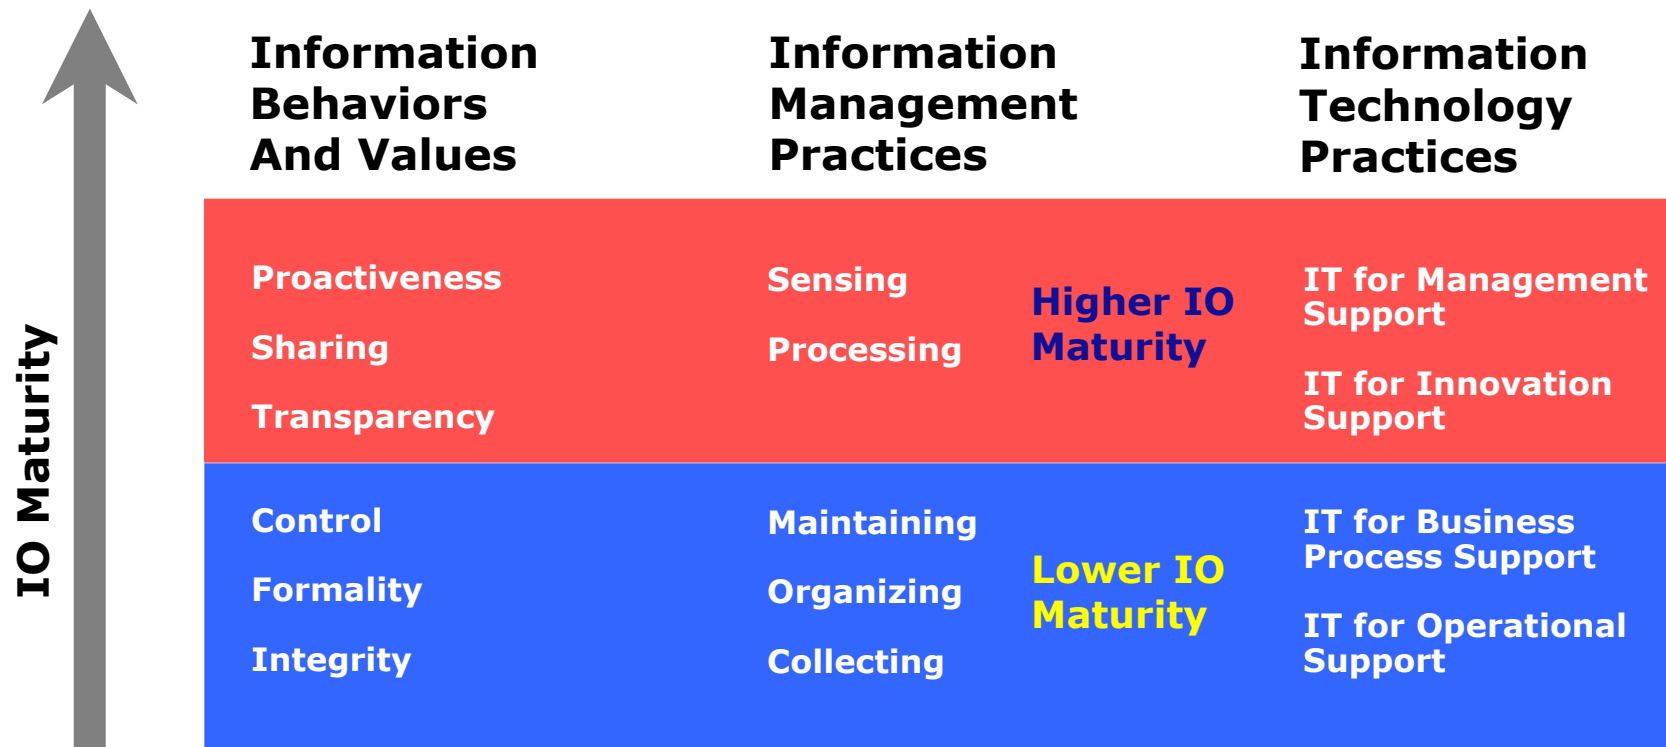 Information
Behaviors
And Values
Information
Management
Practices
Information
Technology
Practices
IO Maturity
Proactiveness
Sharing
Transparency
Sensing
Processing
Higher IO
Maturity
IT for Management
Support
IT for Innovation
Support
Control
Formality
Integrity
Maintaining
Organizing
Collecting
Lower IO
Maturity
IT for Business
Process Support
IT for Operational
Support